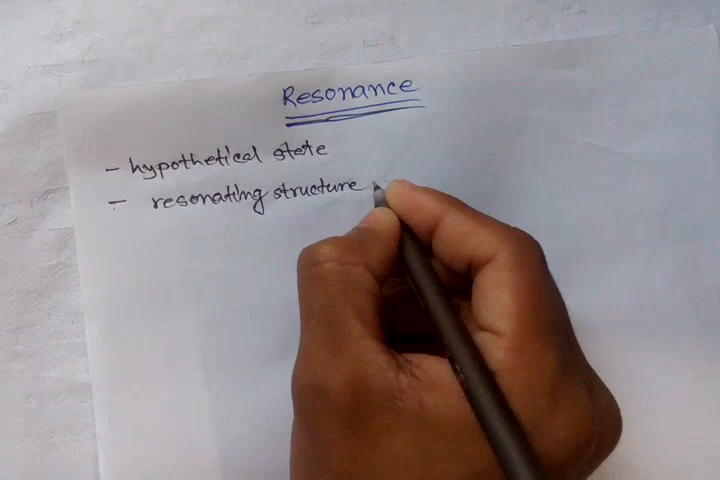 Resonance
- hypothetical state
- resonating structure